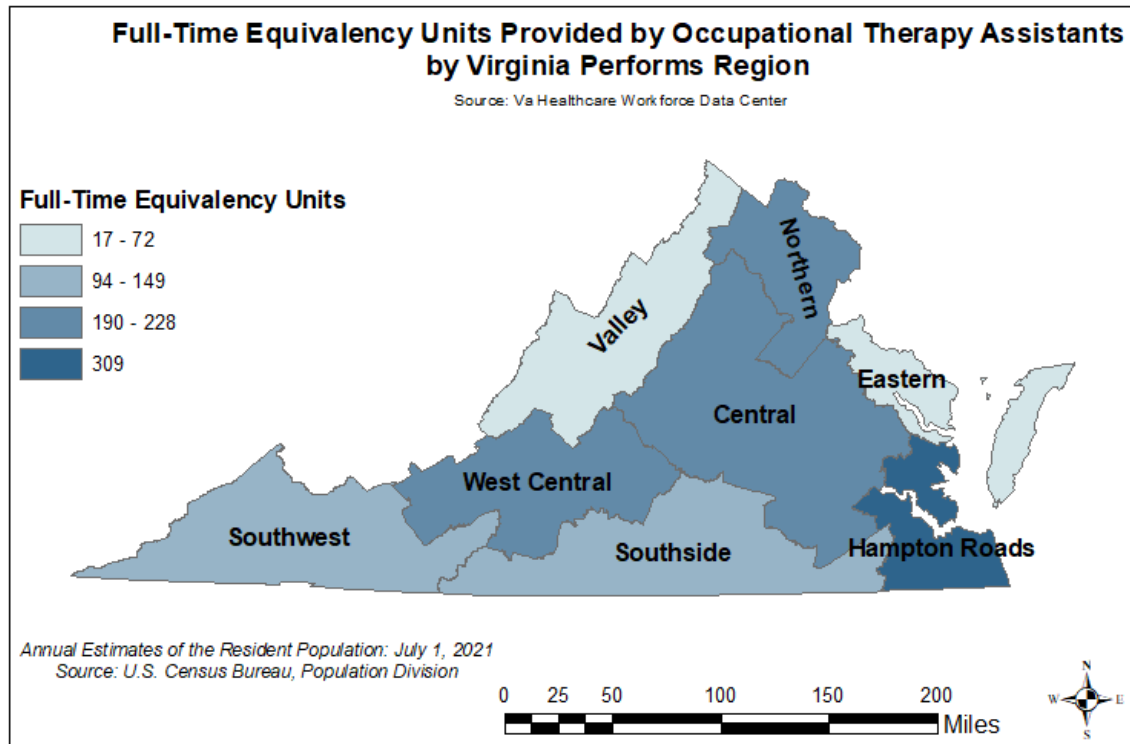 Full-Time Equivalency Units Provided by Occupational Therapy Assistants
by Virginia Performs Region
Source: Va Healthcare Workforce Data Center
Full-Time Equivalency Units
17 - 72
94 - 149
190 - 228
309
Northern
Valley
Eastern
Central
West Central
Southwest
Southside
Hampton Roads
Annual Estimates of the Resident Population: July 1, 2021
Source: U.S. Census Bureau, Population Division
0 25 50 100 150 200
Miles
N
W E
S